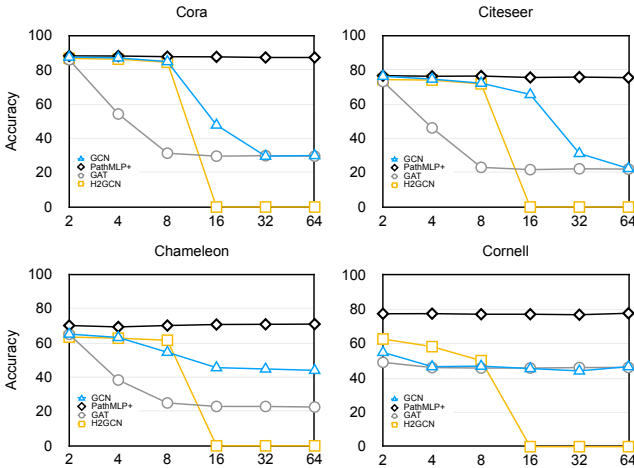 Cora
Accuracy
100
80
60
40
20
0
GCN
PathMLP+
GAT
H2GCN
2 4 8 16 32 64
Citeseer
100
80
60
40
20
0
GCN
PathMLP+
GAT
H2GCN
2 4 8 16 32 64
Chameleon
Accuracy
100
80
60
40
20
0
GCN
PathMLP+
GAT
H2GCN
2 4 8 16 32 64
Cornell
100
80
60
40
20
0
GCN
PathMLP+
GAT
H2GCN
2 4 8 16 32 64